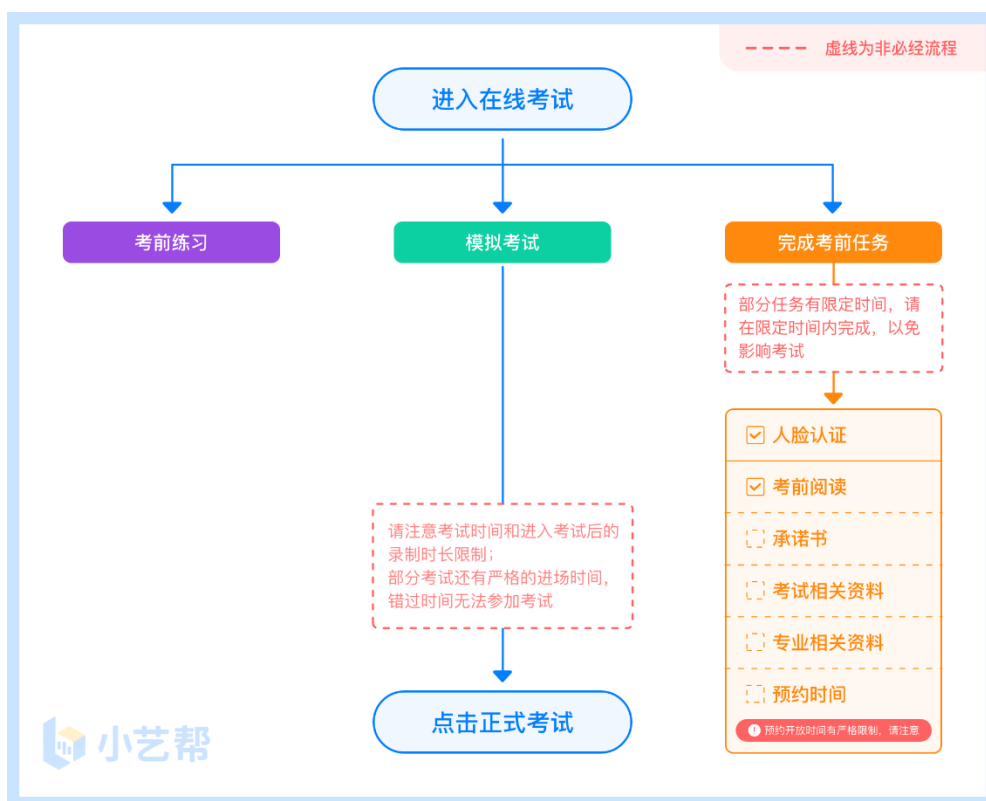 虚线为非必经流程
进入在线考试
考前练习
模拟考试
完成考前任务
部分任务有限定时间，请
在限定时间内完成，以免
影响考试
人脸认证
考前阅读
承诺书
考试相关资料
专业相关资料
预约时间
预约开放时间有严格限制，请注意
请注意考试时间和进入考试后的
录制时长限制；
部分考试还有严格的进场时间，
错过时间无法参加考试
点击正式考试
小艺帮